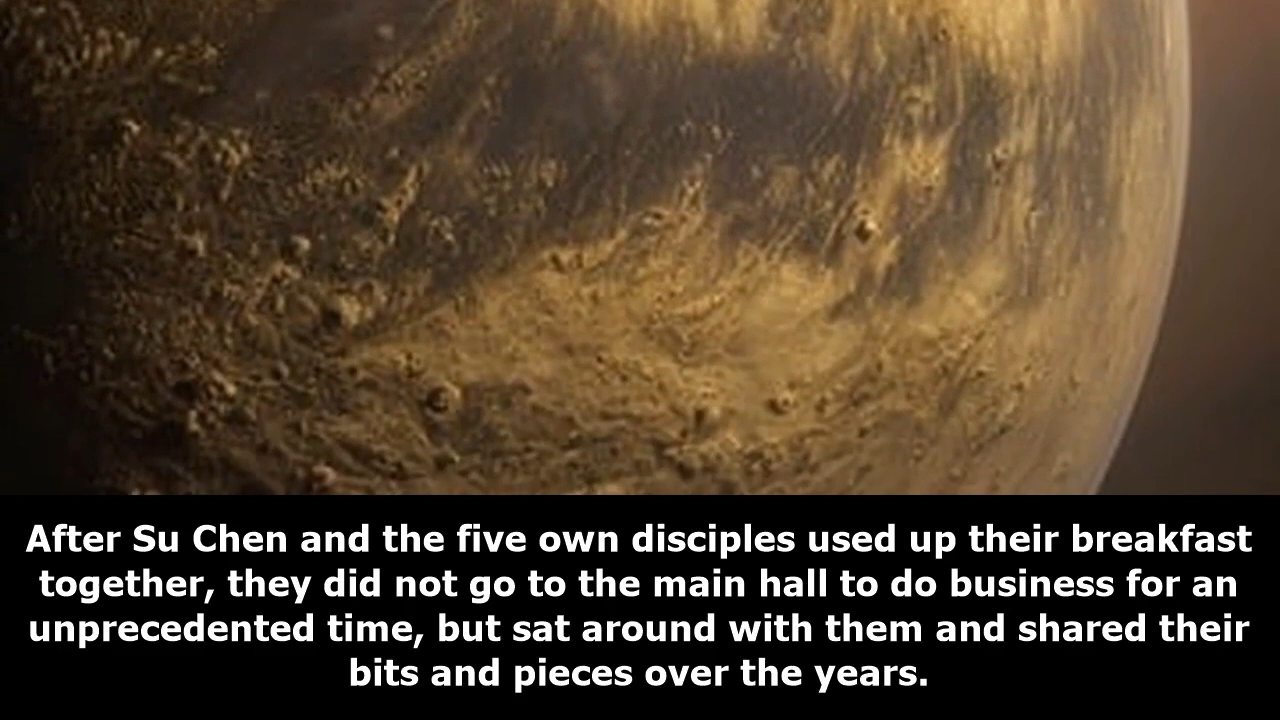 After Su Chen and the five own disciples used up their breakfast
together, they did not go to the main hall to do business for an
unprecedented time, but sat around with them and shared their
bits and pieces over the years.